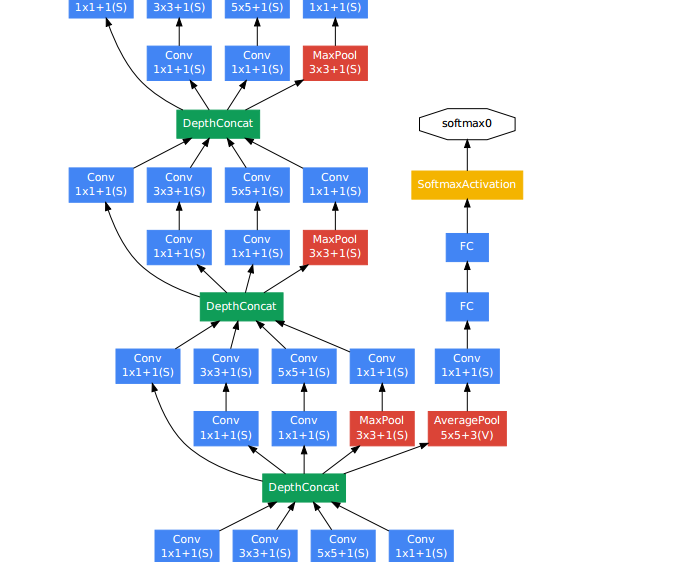 1x1+1(S)
3x3+1(S)
5x5+1(S)
1x1+1(S)
Conv
1x1+1(S)
Conv
1x1+1(S)
MaxPool
3x3+1(S)
DepthConcat
softmax0
Conv
1x1+1(S)
Conv
3x3+1(S)
Conv
5x5+1(S)
Conv
1x1+1(S)
SoftmaxActivation
Conv
1x1+1(S)
Conv
1x1+1(S)
MaxPool
3x3+1(S)
FC
DepthConcat
FC
Conv
1x1+1(S)
Conv
3x3+1(S)
Conv
5x5+1(S)
Conv
1x1+1(S)
Conv
1x1+1(S)
Conv
1x1+1(S)
Conv
1x1+1(S)
MaxPool
3x3+1(S)
AveragePool
5x5+3(V)
DepthConcat
Conv
1x1+1(S)
Conv
3x3+1(S)
Conv
5x5+1(S)
Conv
1x1+1(S)